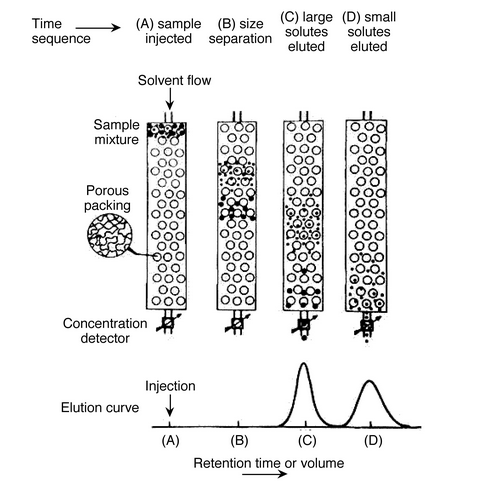 Time
sequence
(A) sample
injected
(B) size
separation
(C) large
solutes
eluted
(D) small
solutes
eluted
Solvent flow
Sample
mixture
Porous
packing
Concentration
detector
Injection
Elution curve
(A)
(B)
(C)
(D)
Retention time or volume